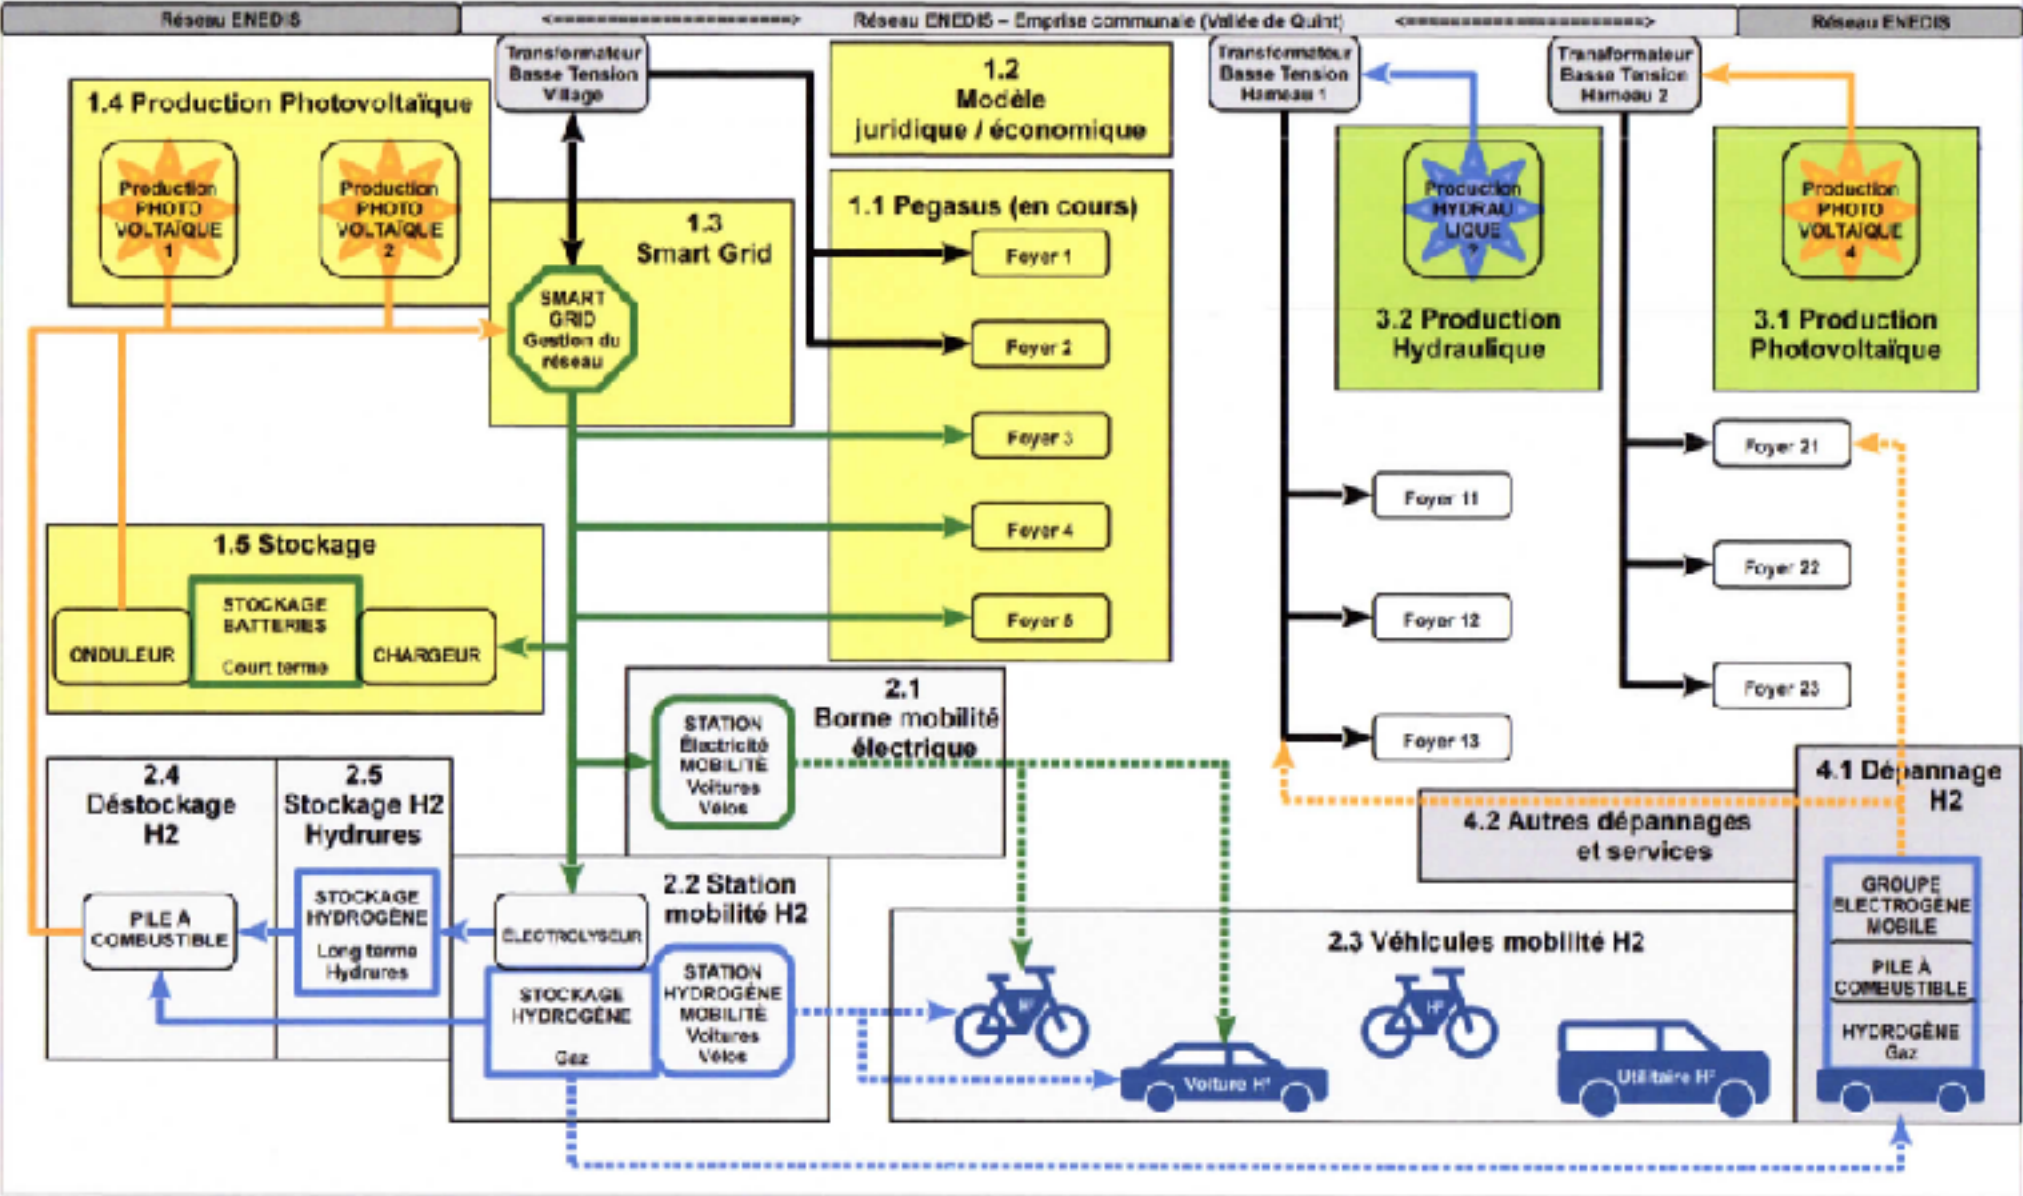 Réseau ENEDIS
Réseau ENEDIS – Emprise communale (Vallée de Quint)
Réseau ENEDIS
Transformateur
Basse Tension
Village
1.2
Modèle
juridique / économique
Transformateur
Basse Tension
Hameau 1
Transformateur
Basse Tension
Hameau 2
1.4 Production Photovoltaïque
Production
PHOTO
VOLTAÏQUE
1
Production
PHOTO
VOLTAÏQUE
2
1.3
Smart Grid
SMART
GRID
Gestion du
réseau
1.1 Pegasus (en cours)
Foyer 1
Foyer 2
Foyer 3
Foyer 4
Foyer 5
Production
HYDRAU
LIQUE
?
3.2 Production
Hydraulique
Production
PHOTO
VOLTAÏQUE
4
3.1 Production
Photovoltaïque
Foyer 11
Foyer 12
Foyer 13
Foyer 21
Foyer 22
Foyer 23
1.5 Stockage
ONDULEUR
STOCKAGE
BATTERIES
Court terme
CHARGEUR
2.1
Borne mobilité
électrique
STATION
Électricité
MOBILITÉ
Voitures
Vélos
2.4
Déstockage
H2
2.5
Stockage H2
Hydrures
PILE À
COMBUSTIBLE
STOCKAGE
HYDROGÈNE
Long terme
Hydrures
2.2 Station
mobilité H2
ÉLECTROLYSEUR
STOCKAGE
HYDROGÈNE
Gaz
STATION
HYDROGÈNE
MOBILITÉ
Voitures
Vélos
2.3 Véhicules mobilité H2
H²
Voiture H²
H²
Utilitaire H²
4.2 Autres dépannages
et services
4.1 Dépannage
H2
GROUPE
ÉLECTROGÈNE
MOBILE
PILE À
COMBUSTIBLE
HYDROGÈNE
Gaz